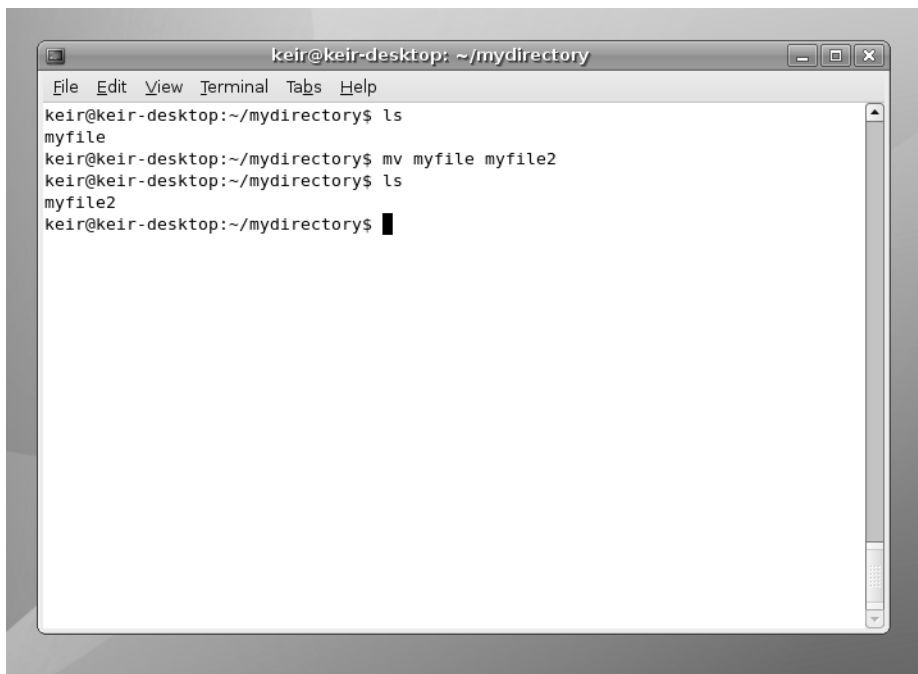 keir@keir-desktop: ~/mydirectory
File Edit View Terminal Tabs Help
keir@keir-desktop:~/mydirectory$ ls
myfile
keir@keir-desktop:~/mydirectory$ mv myfile myfile2
keir@keir-desktop:~/mydirectory$ ls
myfile2
keir@keir-desktop:~/mydirectory$